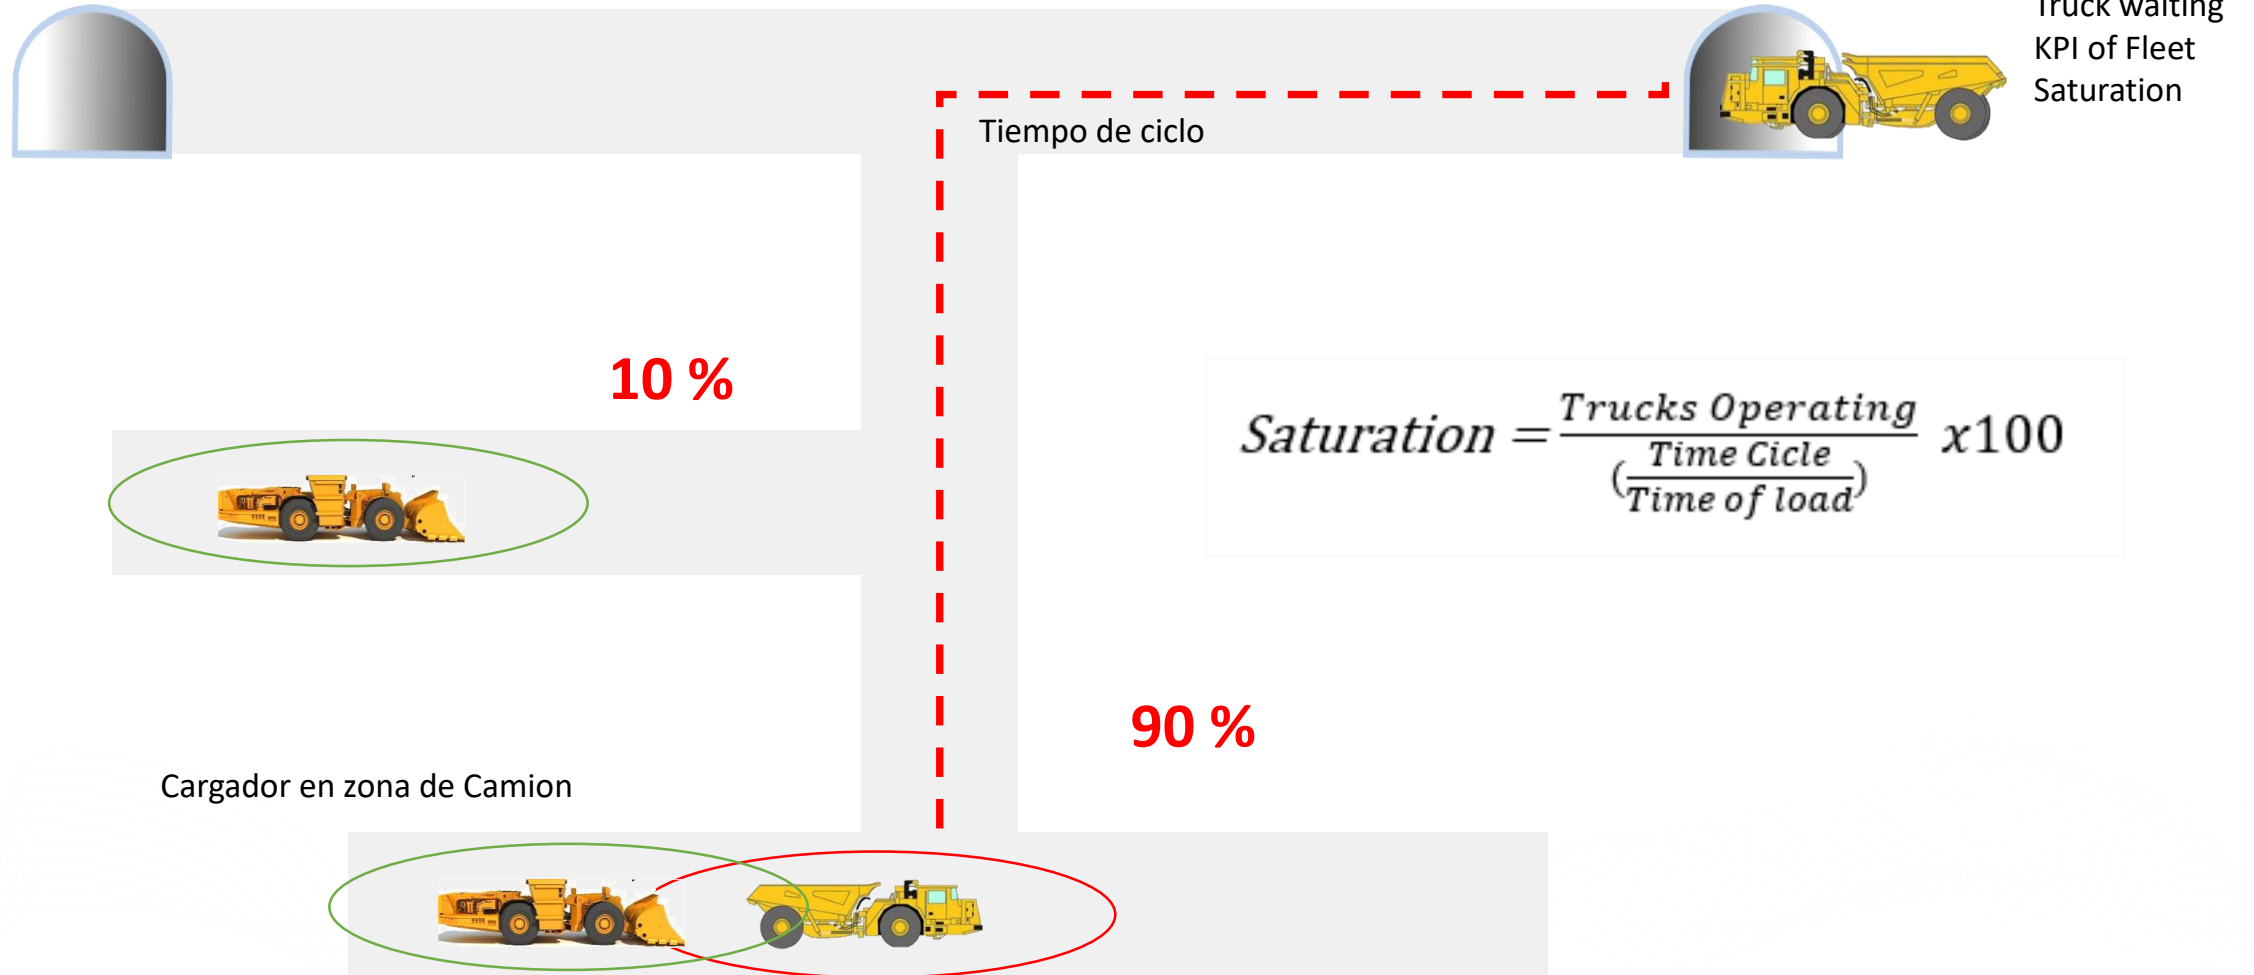 Truck waiting
KPI of Fleet
Saturation
Tiempo de ciclo
10 %
Saturation = Trucks Operating / (Time Cicle / Time of load) x100
90 %
Cargador en zona de Camion